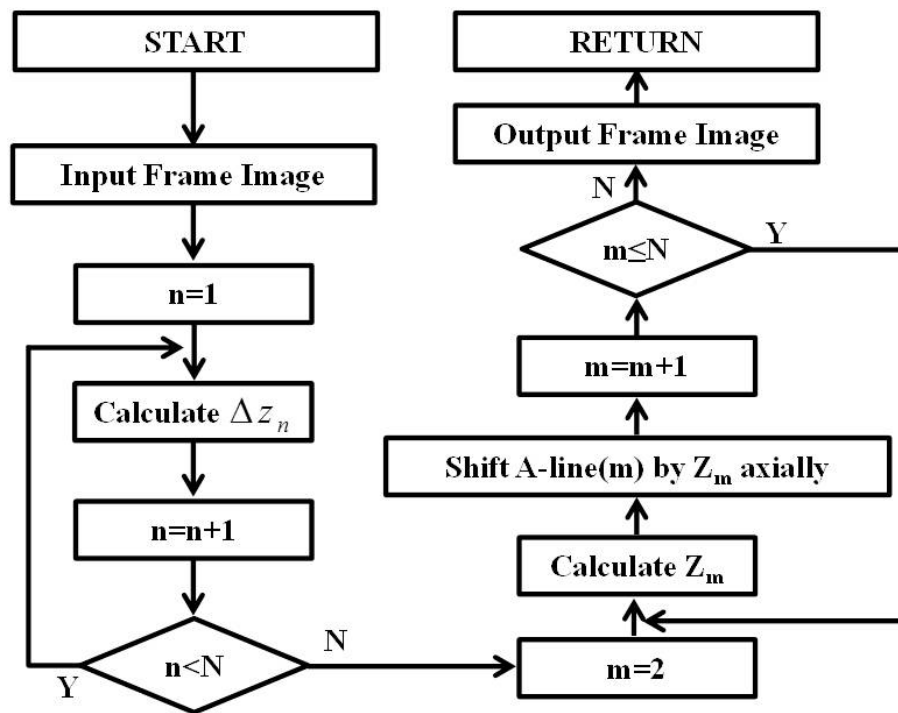 START
Input Frame Image
n=1
Calculate Δz_n
n=n+1
n<N
Y
N
m=2
Calculate Z_m
Shift A-line(m) by Z_m axially
m=m+1
m≤N
Y
N
Output Frame Image
RETURN